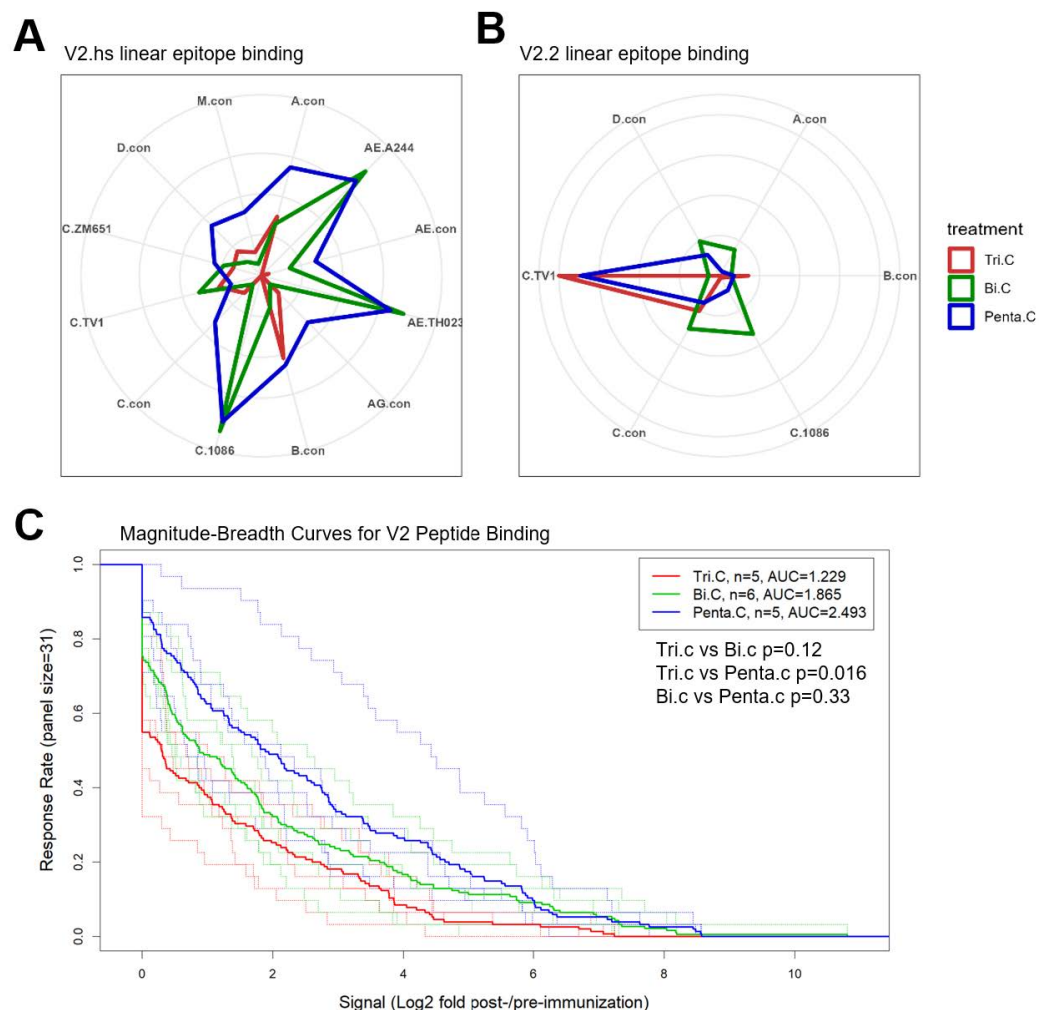 A
V2.hs linear epitope binding
M.con
A.con
D.con
AE.A244
C.ZM651
AE.con
C.TV1
AE.TH023
C.con
AG.con
C.1086
B.con
B
V2.2 linear epitope binding
D.con
A.con
C.TV1
B.con
C.con
C.1086
treatment
Tri.C
Bi.C
Penta.C
C
Magnitude-Breadth Curves for V2 Peptide Binding
Tri.C, n=5, AUC=1.229
Bi.C, n=6, AUC=1.865
Penta.C, n=5, AUC=2.493
Tri.c vs Bi.c p=0.12
Tri.c vs Penta.c p=0.016
Bi.c vs Penta.c p=0.33
Response Rate (panel size=31)
1.0
0.8
0.6
0.4
0.2
0.0
0 2 4 6 8 10
Signal (Log2 fold post-/pre-immunization)